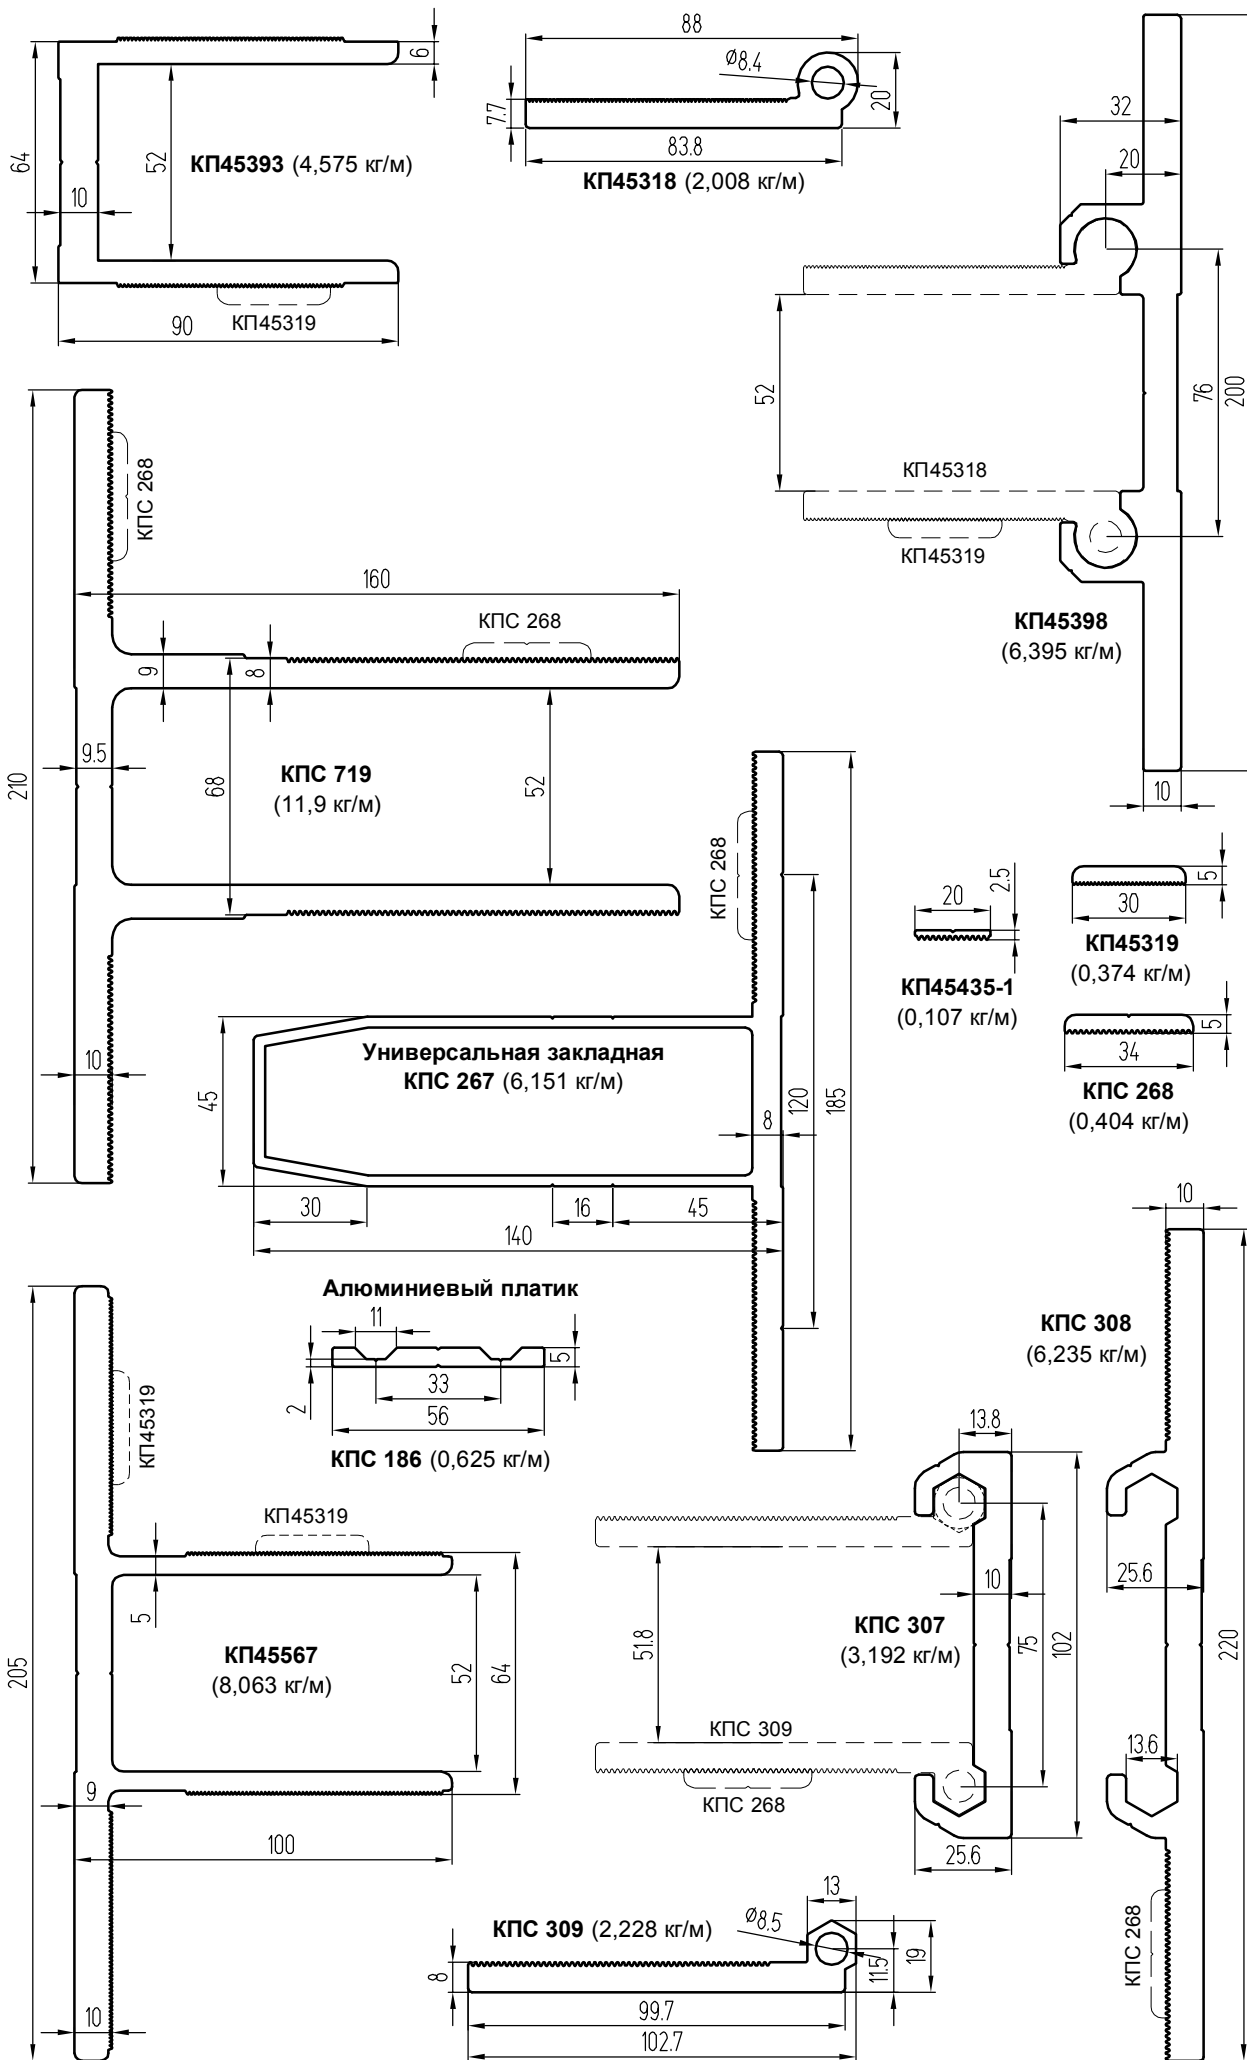 88
Ø8.4
20
7.7
83.8
КП45318 (2,008 кг/м)
6
64
52
КП45393 (4,575 кг/м)
10
90
КП45319
32
20
52
76
200
КП45318
КП45319
КП45398
(6,395 кг/м)
10
КПС 268
160
КПС 268
9
8
9.5
210
68
КПС 719
(11,9 кг/м)
52
10
КПС 268
20
2.5
КП45435-1
(0,107 кг/м)
5
30
КП45319
(0,374 кг/м)
5
34
КПС 268
(0,404 кг/м)
Универсальная закладная
КПС 267 (6,151 кг/м)
45
8
120
185
30
16
45
140
Алюминиевый платик
11
5
2
33
56
КПС 186 (0,625 кг/м)
10
КПС 308
(6,235 кг/м)
КП45319
КП45319
5
205
КП45567
(8,063 кг/м)
52
64
9
100
10
13.8
10
51.8
КПС 307
(3,192 кг/м)
75
102
КПС 309
КПС 268
25.6
25.6
220
13.6
КПС 268
13
КПС 309 (2,228 кг/м)
Ø8.5
8
11.5
19
99.7
102.7